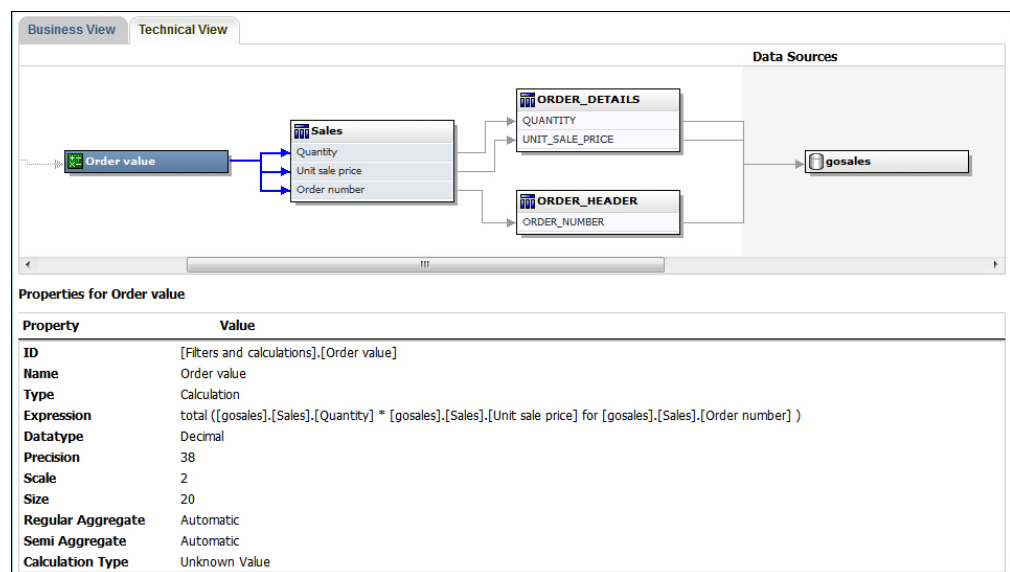 Business View Technical View
Data Sources
ORDER_DETAILS
QUANTITY
UNIT_SALE_PRICE
Sales
Quantity
Unit sale price
Order number
Order value
gosales
ORDER_HEADER
ORDER_NUMBER
Properties for Order value
Property Value
ID [Filters and calculations].[Order value]
Name Order value
Type Calculation
Expression total ([gosales].[Sales].[Quantity] * [gosales].[Sales].[Unit sale price] for [gosales].[Sales].[Order number] )
Datatype Decimal
Precision 38
Scale 2
Size 20
Regular Aggregate Automatic
Semi Aggregate Automatic
Calculation Type Unknown Value